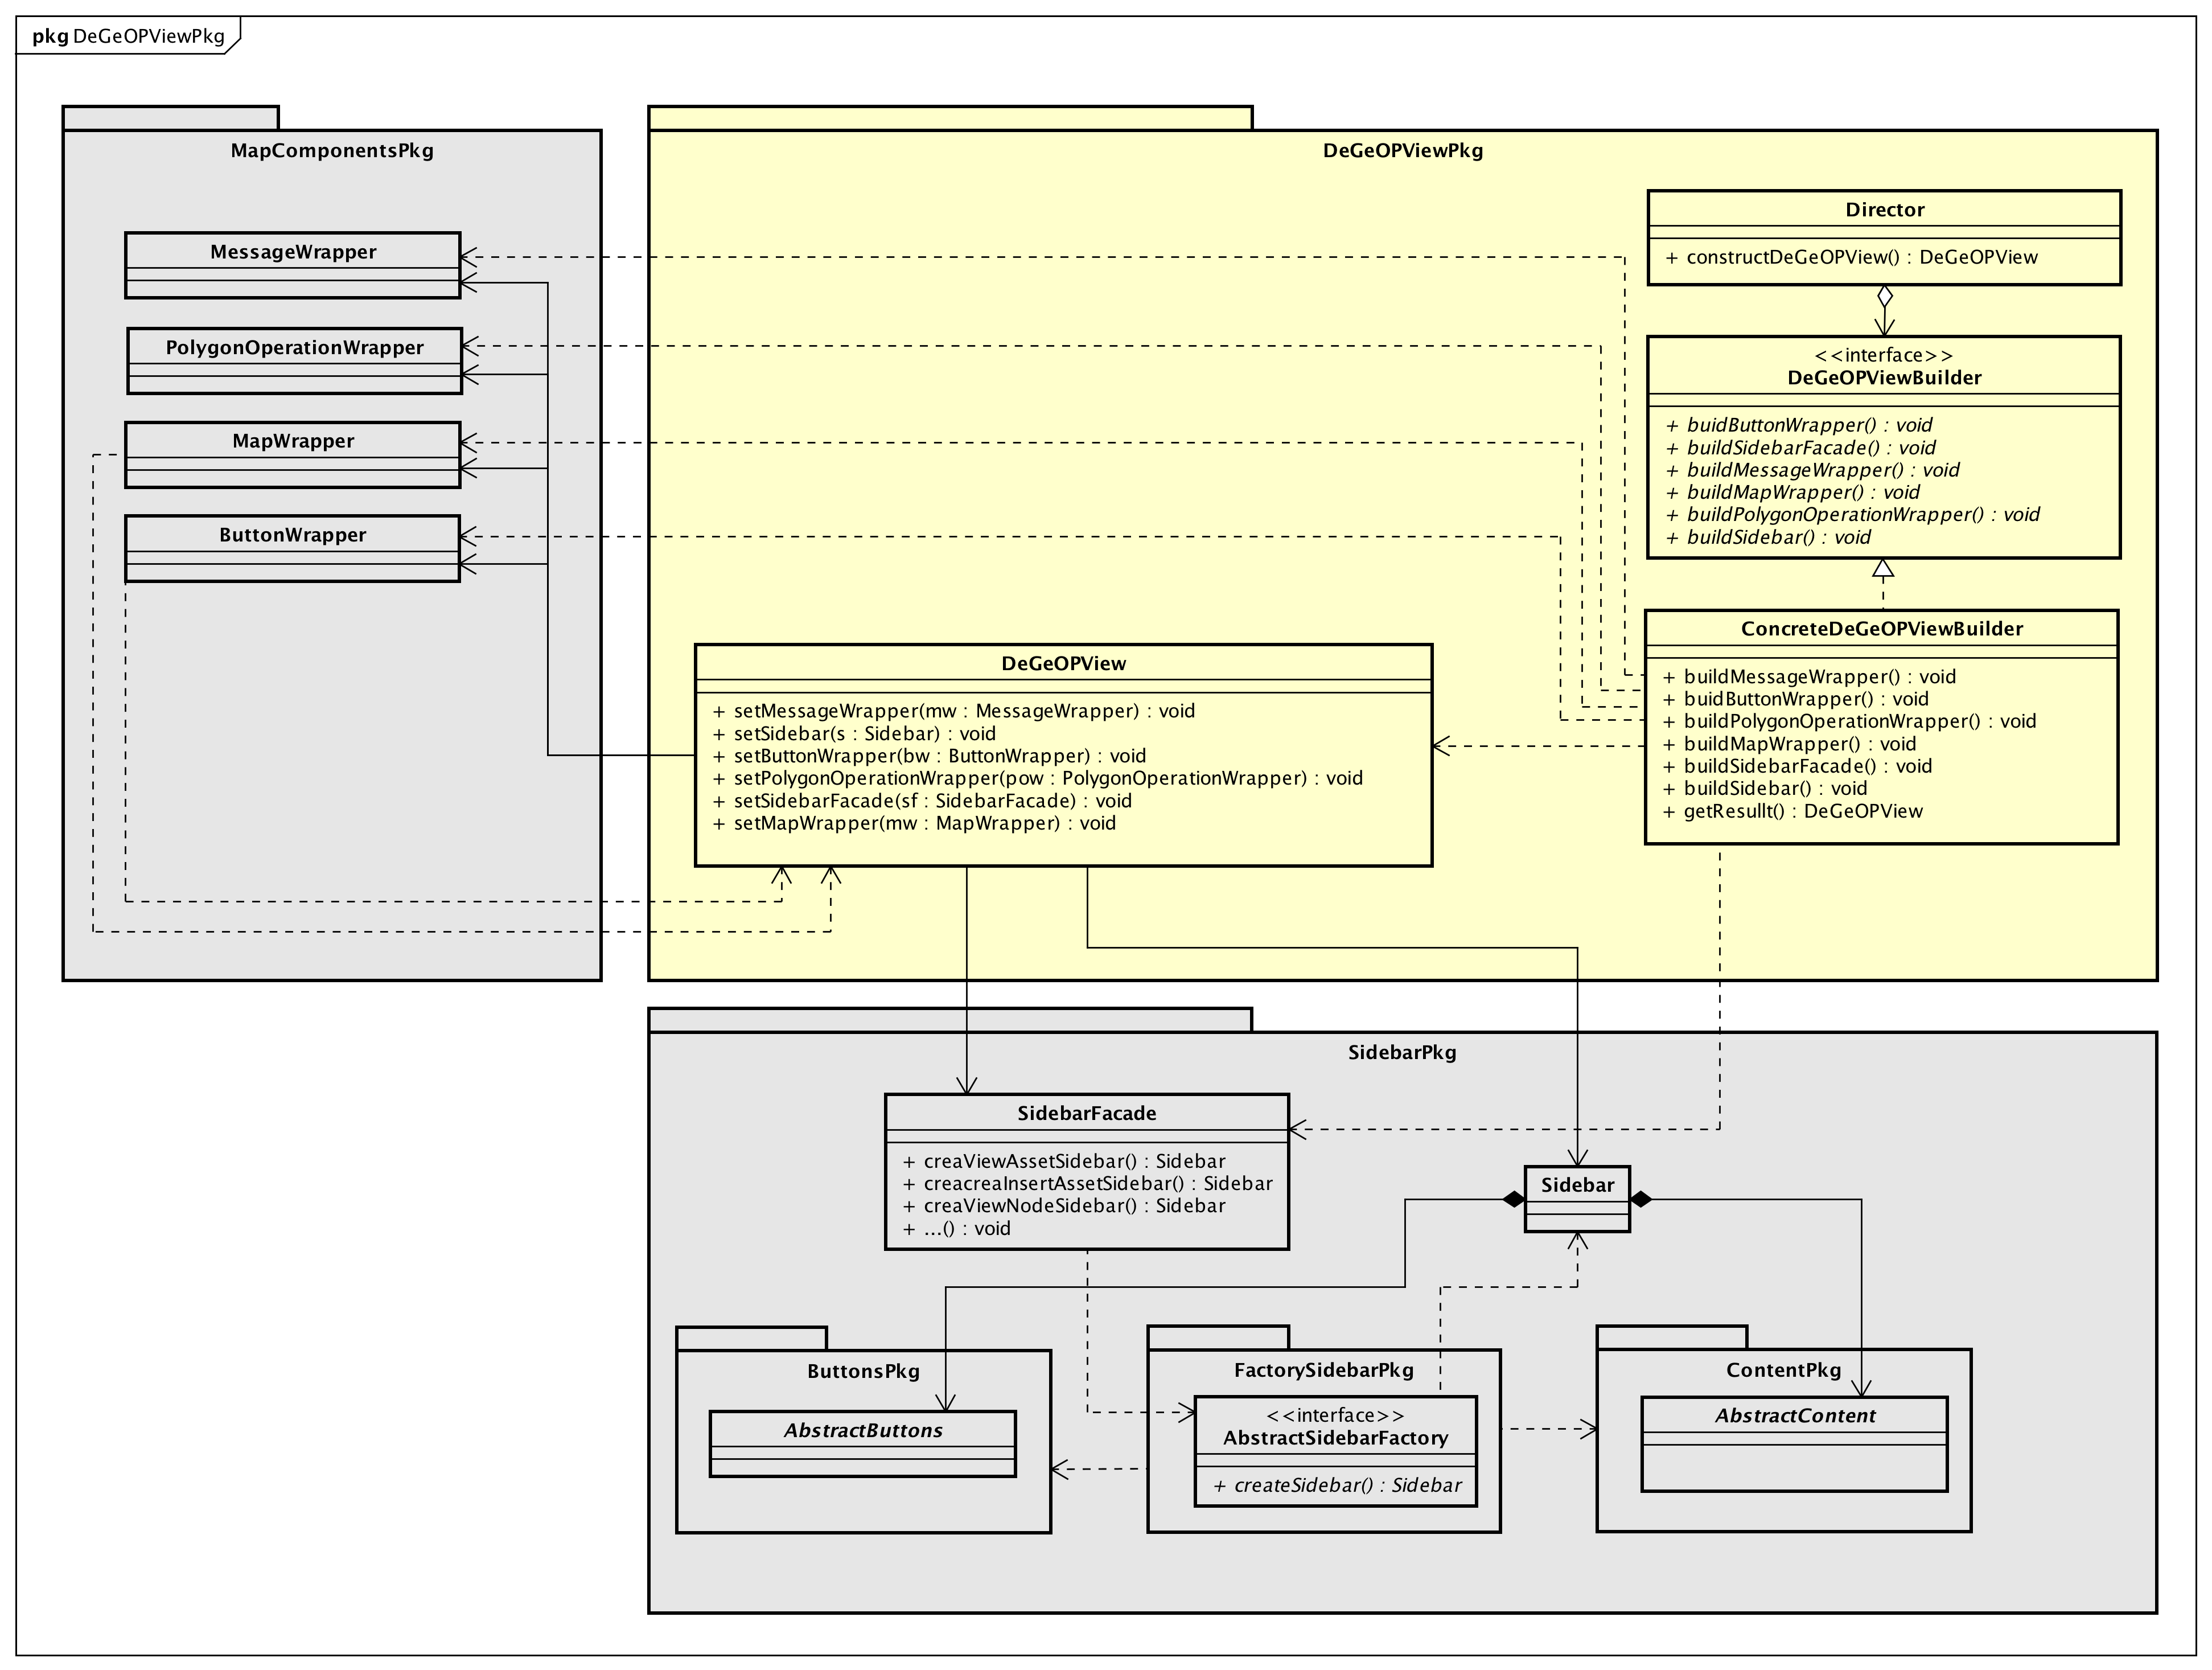 pkg DeGeOPViewPkg
MapComponentsPkg
MessageWrapper
PolygonOperationWrapper
MapWrapper
ButtonWrapper
DeGeOPViewPkg
Director
+ constructDeGeOPView() : DeGeOPView
<<interface>>
DeGeOPViewBuilder
+ buidButtonWrapper() : void
+ buildSidebarFacade() : void
+ buildMessageWrapper() : void
+ buildMapWrapper() : void
+ buildPolygonOperationWrapper() : void
+ buildSidebar() : void
ConcreteDeGeOPViewBuilder
+ buildMessageWrapper() : void
+ buidButtonWrapper() : void
+ buildPolygonOperationWrapper() : void
+ buildMapWrapper() : void
+ buildSidebarFacade() : void
+ buildSidebar() : void
+ getResullt() : DeGeOPView
DeGeOPView
+ setMessageWrapper(mw : MessageWrapper) : void
+ setSidebar(s : Sidebar) : void
+ setButtonWrapper(bw : ButtonWrapper) : void
+ setPolygonOperationWrapper(pow : PolygonOperationWrapper) : void
+ setSidebarFacade(sf : SidebarFacade) : void
+ setMapWrapper(mw : MapWrapper) : void
SidebarPkg
SidebarFacade
+ creaViewAssetSidebar() : Sidebar
+ creacreaInsertAssetSidebar() : Sidebar
+ creaViewNodeSidebar() : Sidebar
+ ...() : void
Sidebar
ButtonsPkg
AbstractButtons
FactorySidebarPkg
<<interface>>
AbstractSidebarFactory
+ createSidebar() : Sidebar
ContentPkg
AbstractContent